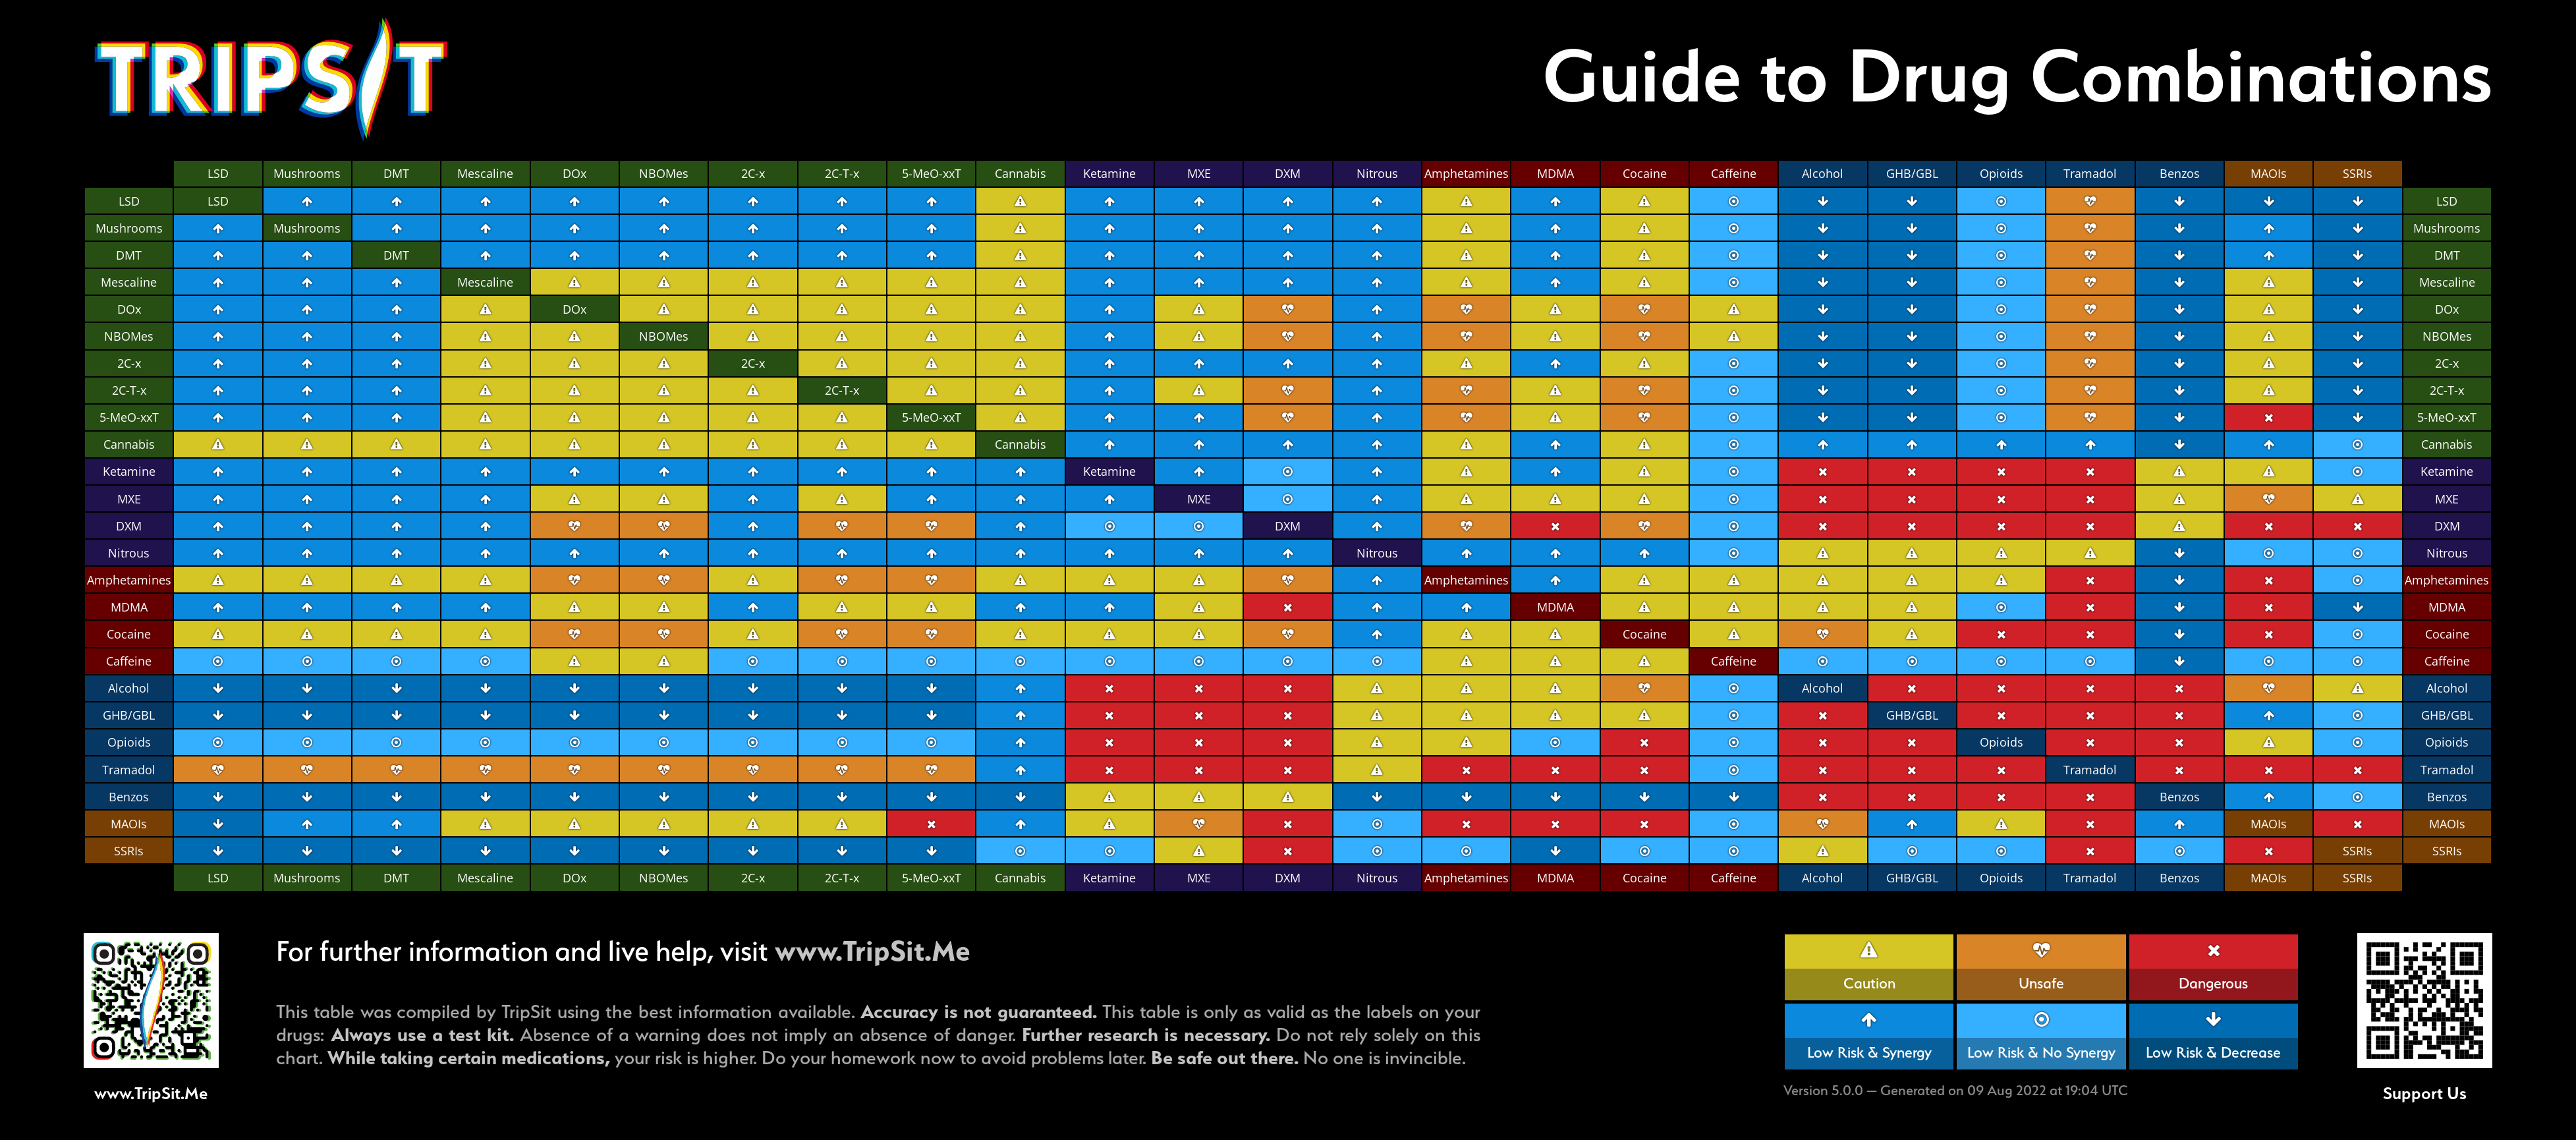 TRIPSIT
Guide to Drug Combinations
LSD Mushrooms DMT Mescaline DOx NBOMes 2C-x 2C-T-x 5-MeO-xxT Cannabis Ketamine MXE DXM Nitrous Amphetamines MDMA Cocaine Caffeine Alcohol GHB/GBL Opioids Tramadol Benzos MAOIs SSRIs
LSD LSD LSD
Mushrooms Mushrooms Mushrooms
DMT DMT DMT
Mescaline Mescaline Mescaline
DOx DOx DOx
NBOMes NBOMes NBOMes
2C-x 2C-x 2C-x
2C-T-x 2C-T-x 2C-T-x
5-MeO-xxT 5-MeO-xxT 5-MeO-xxT
Cannabis Cannabis Cannabis
Ketamine Ketamine Ketamine
MXE MXE MXE
DXM DXM DXM
Nitrous Nitrous Nitrous
Amphetamines Amphetamines Amphetamines
MDMA MDMA MDMA
Cocaine Cocaine Cocaine
Caffeine Caffeine Caffeine
Alcohol Alcohol Alcohol
GHB/GBL GHB/GBL GHB/GBL
Opioids Opioids Opioids
Tramadol Tramadol Tramadol
Benzos Benzos Benzos
MAOIs MAOIs MAOIs
SSRIs SSRIs SSRIs
LSD Mushrooms DMT Mescaline DOx NBOMes 2C-x 2C-T-x 5-MeO-xxT Cannabis Ketamine MXE DXM Nitrous Amphetamines MDMA Cocaine Caffeine Alcohol GHB/GBL Opioids Tramadol Benzos MAOIs SSRIs
www.TripSit.Me
For further information and live help, visit www.TripSit.Me
This table was compiled by TripSit using the best information available. Accuracy is not guaranteed. This table is only as valid as the labels on your
drugs: Always use a test kit. Absence of a warning does not imply an absence of danger. Further research is necessary. Do not rely solely on this
chart. While taking certain medications, your risk is higher. Do your homework now to avoid problems later. Be safe out there. No one is invincible.
Caution Unsafe Dangerous
Low Risk & Synergy Low Risk & No Synergy Low Risk & Decrease
Version 5.0.0 — Generated on 09 Aug 2022 at 19:04 UTC
Support Us